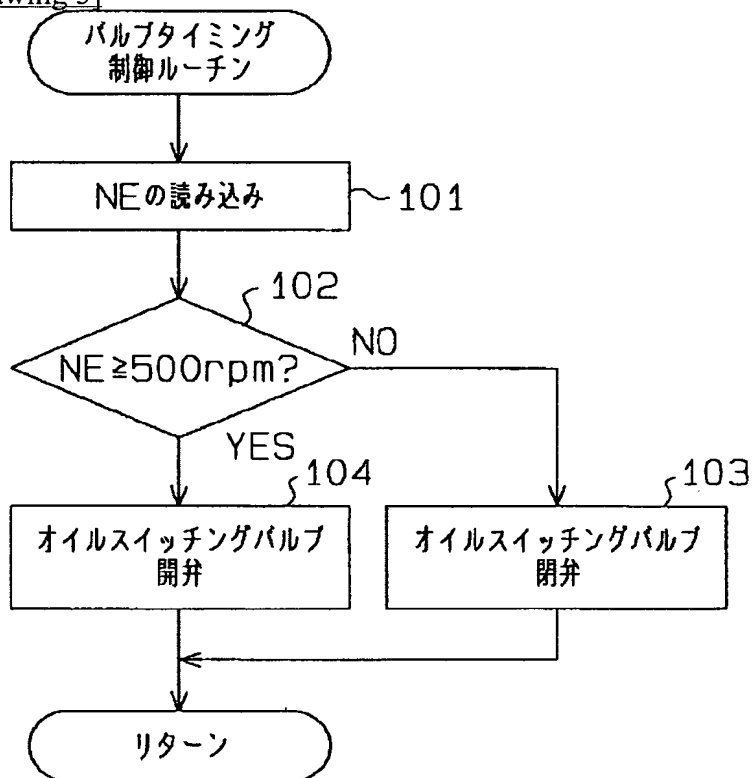 バルブタイミング
制御ルーチン
NEの読み込み
101
102
NE≧500rpm?
NO
YES
104
103
オイルスイッチングバルブ
開弁
オイルスイッチングバルブ
閉弁
リターン